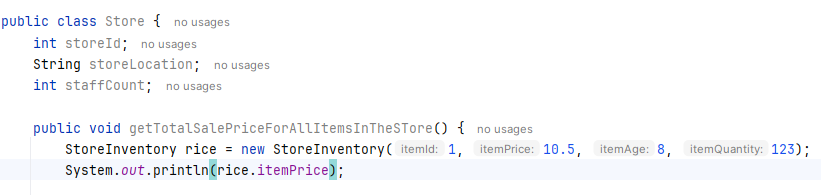 public class Store { no usages
int storeId; no usages
String storeLocation; no usages
int staffCount; no usages
public void getTotalSalePriceForAllItemsInTheSTore() { no usages
StoreInventory rice = new StoreInventory( itemId: 1, itemPrice: 10.5, itemAge: 8, itemQuantity: 123);
System.out.println(rice.itemPrice);